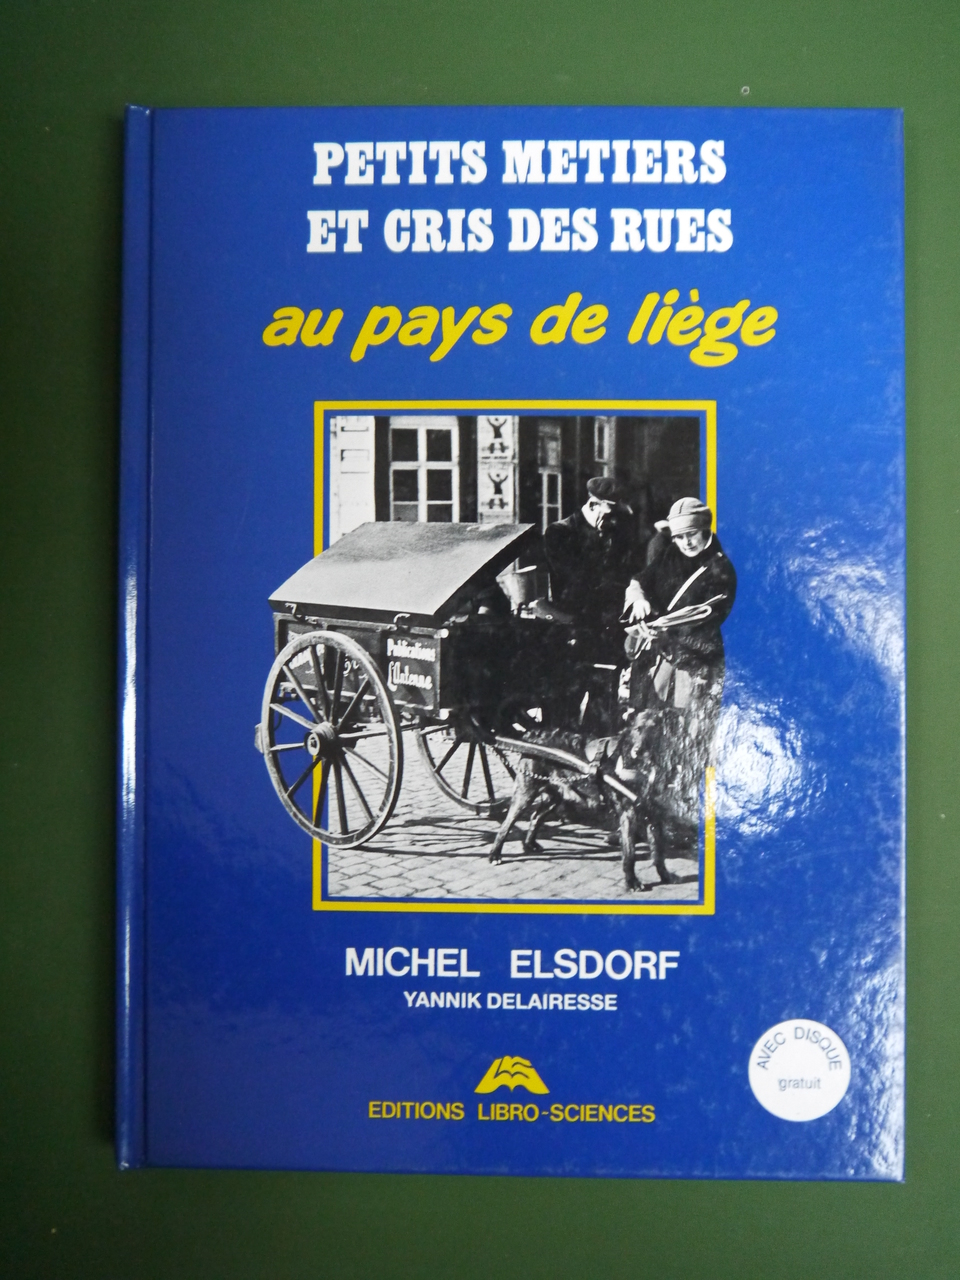 PETITS METIERS
ET CRIS DES RUES
au pays de liège
Publications
L'Antenne
MICHEL ELSDORF
YANNIK DELAIRESSE
AVEC DISQUE
gratuit
EDITIONS LIBRO-SCIENCES